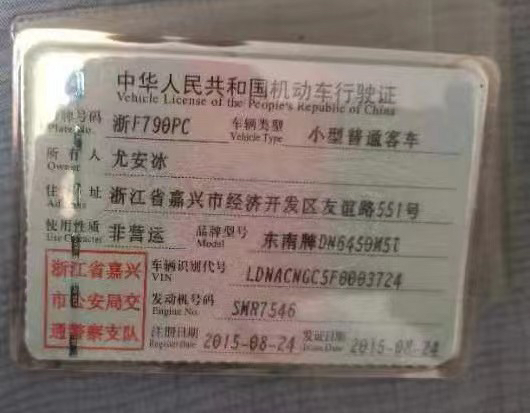 中华人民共和国机动车行驶证
Vehicle License of the People's Republic of China
号牌号码 浙F790PC 车辆类型 小型普通客车
Plate No. Vehicle Type
所有人 尤安冰
Owner
住址 浙江省嘉兴市经济开发区友谊路551号
Address
使用性质 非营运 品牌型号 东南牌DN6450M5T
Use Character Model
浙江省嘉兴
市公安局交
通警察支队
车辆识别代号 LDNACNGC5F0003724
VIN
发动机号码 SMR7546
Engine No.
注册日期 2015-08-24 发证日期 2015-08-24
Register Date Issue Date